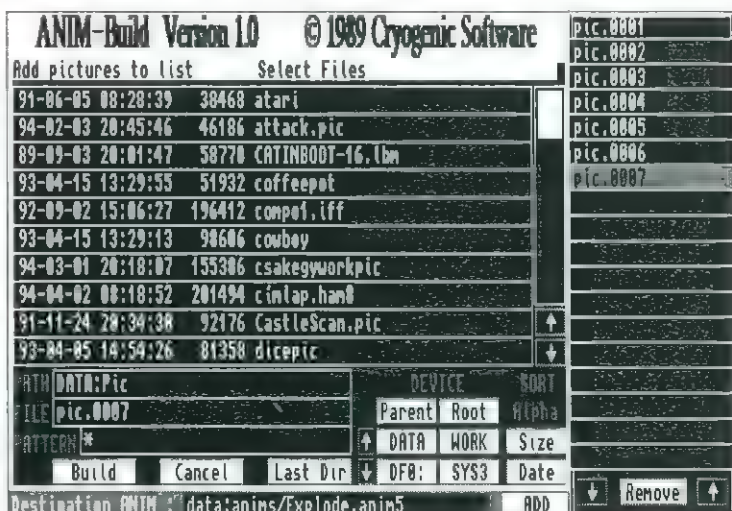 ANIM-Build Version 1.0 © 1989 Cryogenic Software
Add pictures to list Select Files
91-06-05 08:28:39 38468 atari
94-02-03 20:45:46 46186 attack.pic
89-09-03 20:01:47 58770 CATINBOOT-16.lbm
93-04-15 13:29:55 51932 coffeepot
92-09-02 15:06:27 196412 compo1.iff
93-04-15 13:29:13 98606 cowboy
94-03-01 20:18:07 155306 csakegyworkpic
94-04-02 08:18:52 201494 cinlap.ham8
91-11-24 20:34:30 92176 CastleScan.pic
93-04-05 14:54:26 81358 dicepic
PATH DATA:Pic
FILE pic.0007
PATTERN *
Build Cancel Last Dir
DEVICE SORT
Parent Root Alpha
DATA WORK Size
DF0: SYS3 Date
Destination ANIM : data:anims/Explode.anim5 ADD
pic.0001
pic.0002
pic.0003
pic.0004
pic.0005
pic.0006
pic.0007
Remove